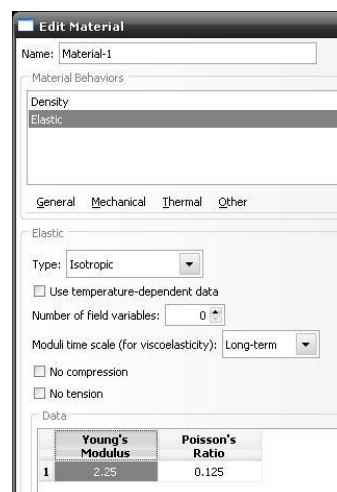 Edit Material
Name: Material-1
Material Behaviors
Density
Elastic
General Mechanical Thermal Other
Elastic
Type: Isotropic
Use temperature-dependent data
Number of field variables: 0
Moduli time scale (for viscoelasticity): Long-term
No compression
No tension
Data
Young's Modulus Poisson's Ratio
1 2.25 0.125